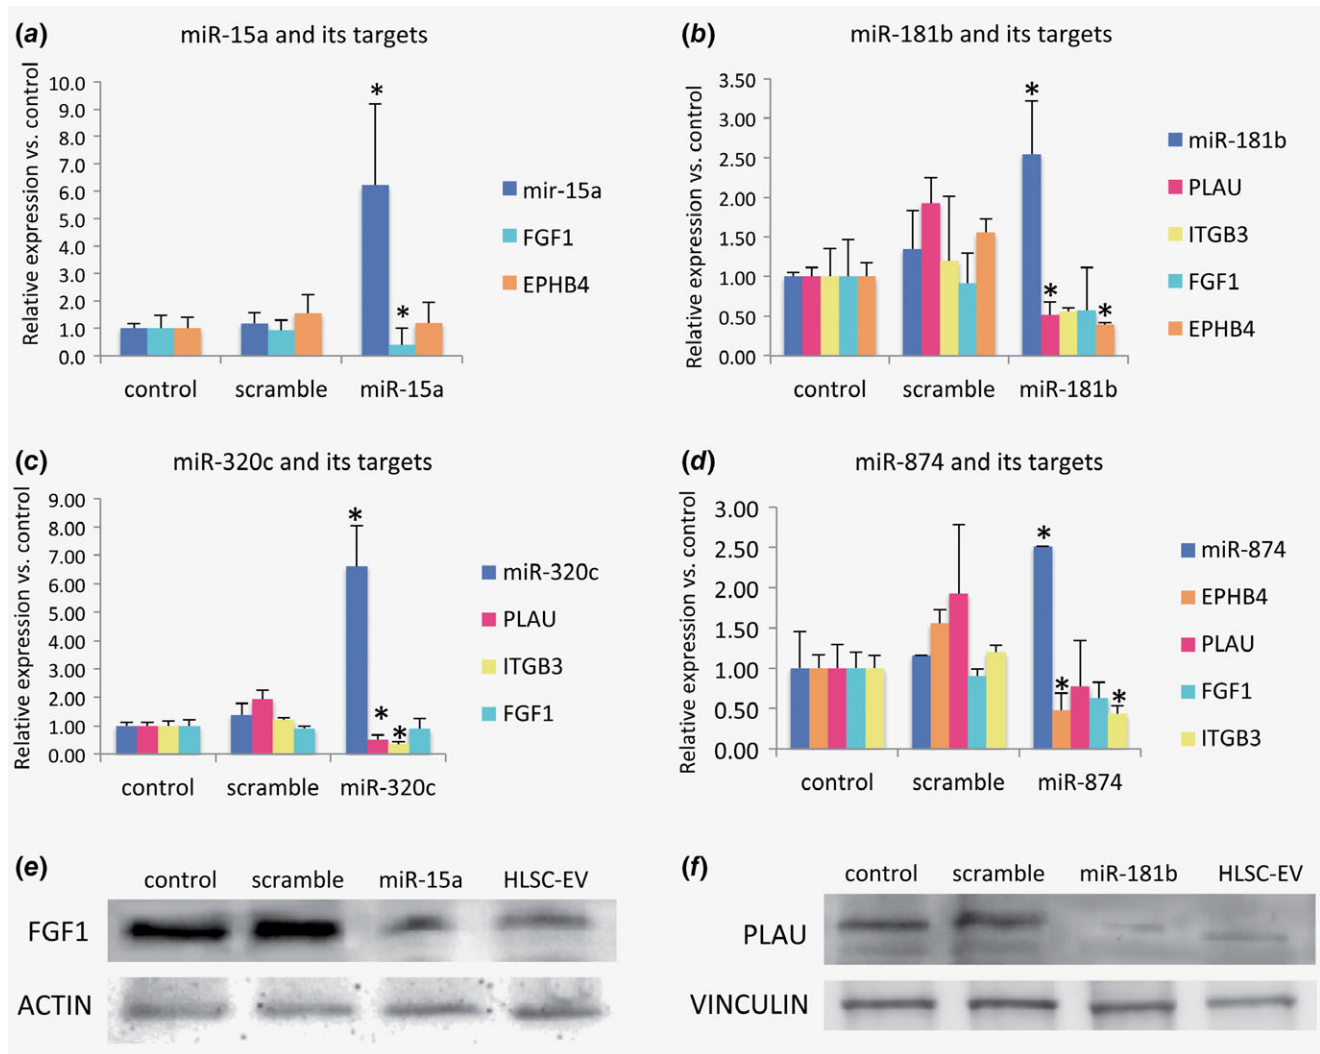 (a) miR-15a and its targets
Relative expression vs. control
10.0
9.0
8.0
7.0
6.0
5.0
4.0
3.0
2.0
1.0
0.0
*
*
control scramble miR-15a
mir-15a
FGF1
EPHB4
(b) miR-181b and its targets
Relative expression vs. control
3.50
3.00
2.50
2.00
1.50
1.00
0.50
0.00
*
*
*
control scramble miR-181b
miR-181b
PLAU
ITGB3
FGF1
EPHB4
(c) miR-320c and its targets
Relative expression vs. control
9.00
8.00
7.00
6.00
5.00
4.00
3.00
2.00
1.00
0.00
*
*
*
control scramble miR-320c
miR-320c
PLAU
ITGB3
FGF1
(d) miR-874 and its targets
Relative expression vs. control
3.00
2.50
2.00
1.50
1.00
0.50
0.00
*
*
*
control scramble miR-874
miR-874
EPHB4
PLAU
FGF1
ITGB3
(e) control scramble miR-15a HLSC-EV
FGF1
ACTIN
(f) control scramble miR-181b HLSC-EV
PLAU
VINCULIN